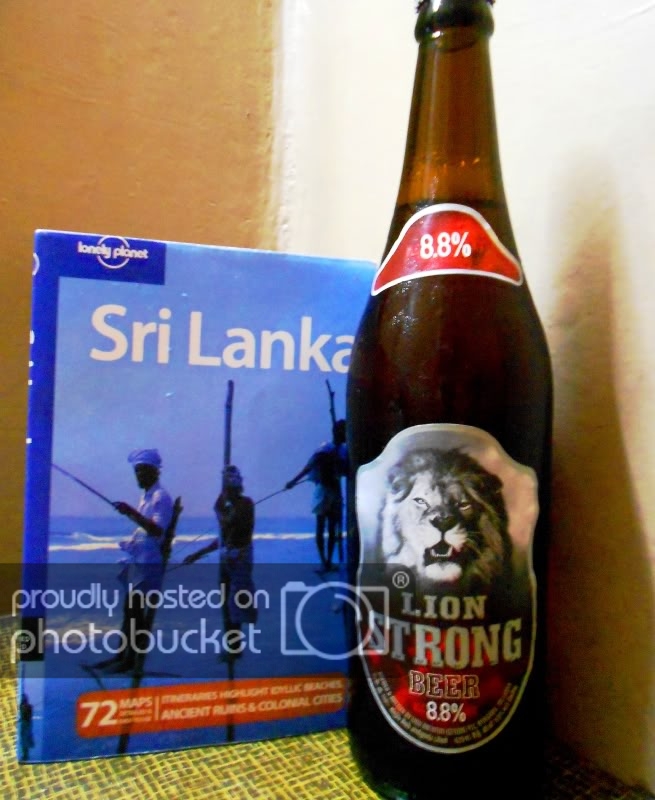 lonely planet
Sri Lanka
72 MAPS
ITINERARIES HIGHLIGHT IDYLLIC BEACHES
ANCIENT RUINS & COLONIAL CITIES
8.8%
®
LION
STRONG
BEER
8.8%
proudly hosted on
photobucket